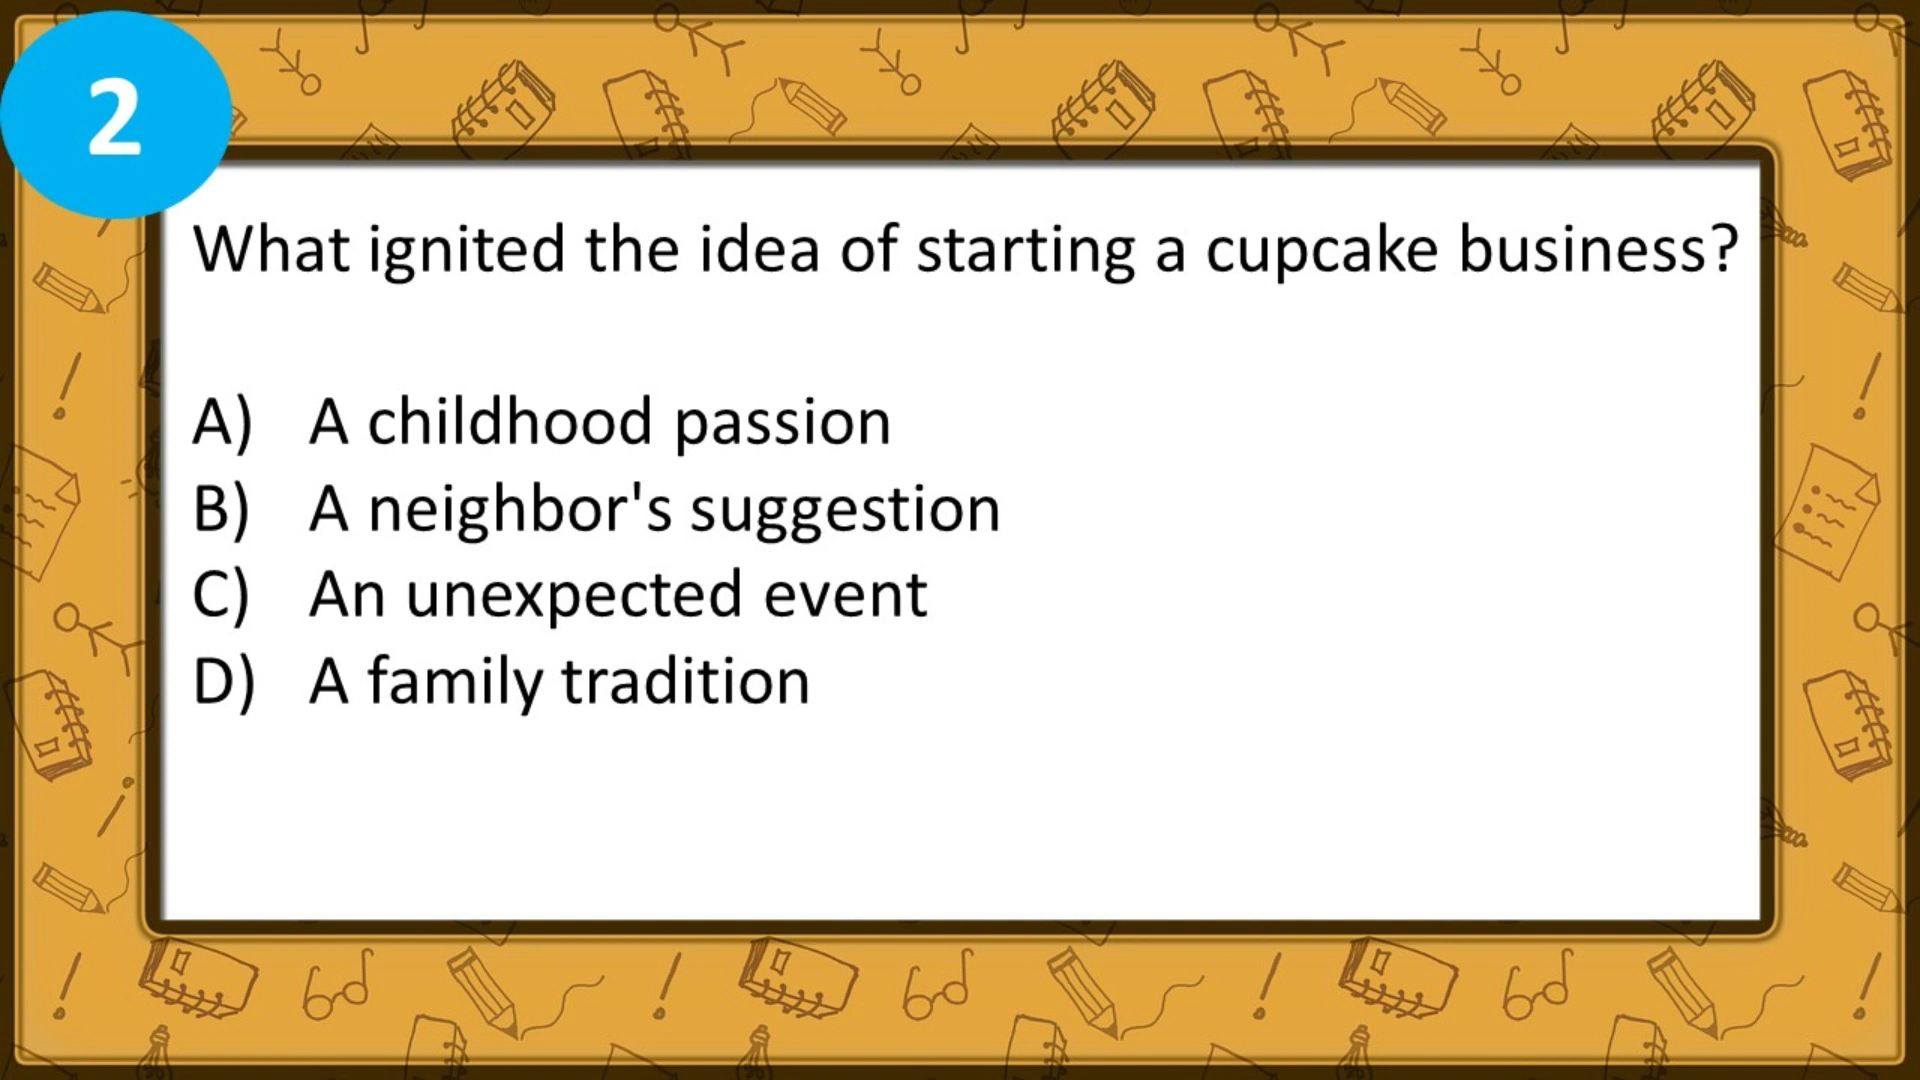 2
What ignited the idea of starting a cupcake business?
A) A childhood passion
B) A neighbor's suggestion
C) An unexpected event
D) A family tradition